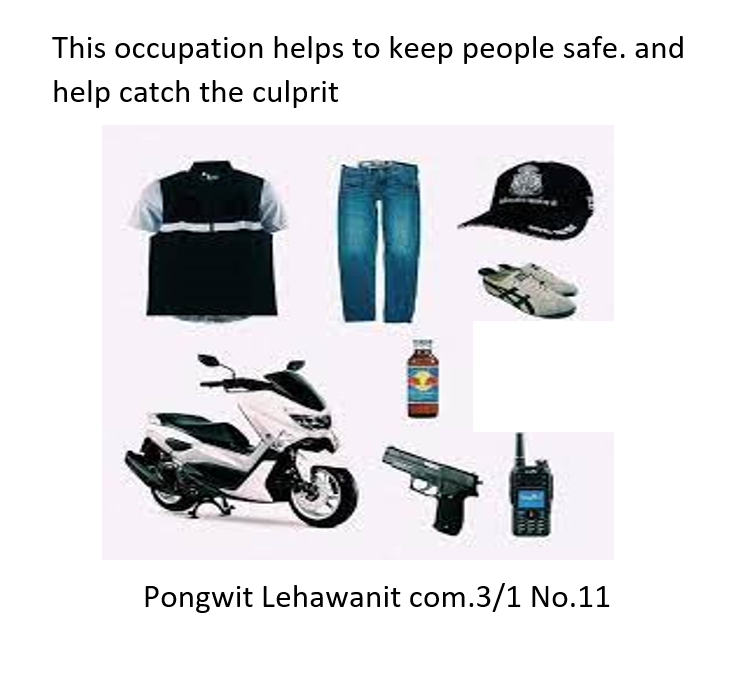 This occupation helps to keep people safe. and
help catch the culprit
Pongwit Lehawanit com.3/1 No.11